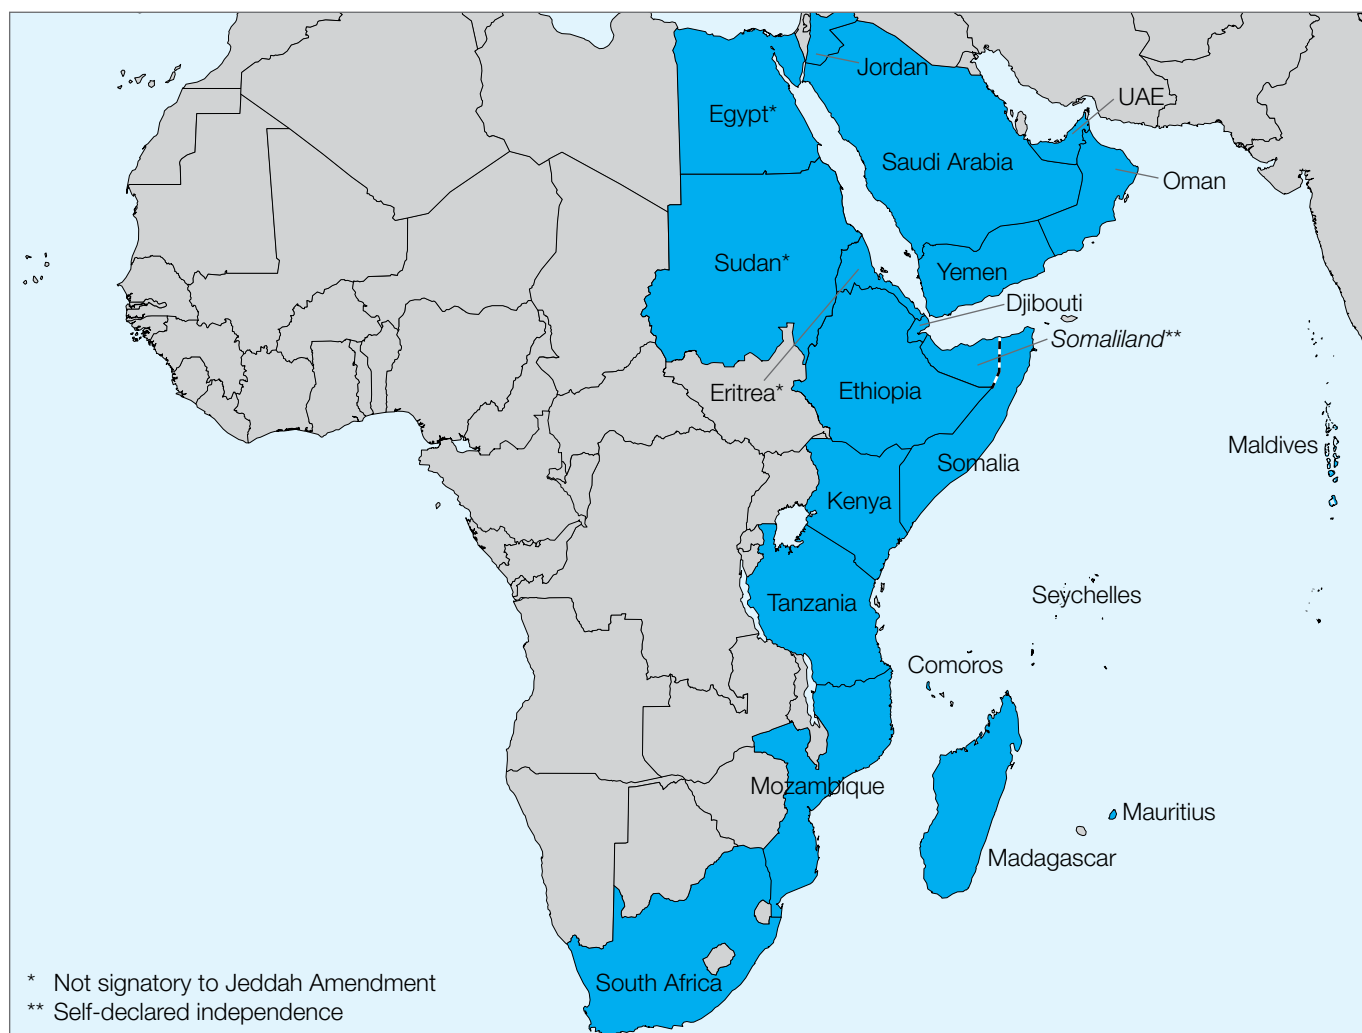 Jordan
UAE
Egypt*
Saudi Arabia
Oman
Sudan*
Yemen
Djibouti
Somaliland**
Eritrea*
Ethiopia
Maldives
Somalia
Kenya
Seychelles
Tanzania
Comoros
Mozambique
Mauritius
Madagascar
South Africa
* Not signatory to Jeddah Amendment
** Self-declared independence